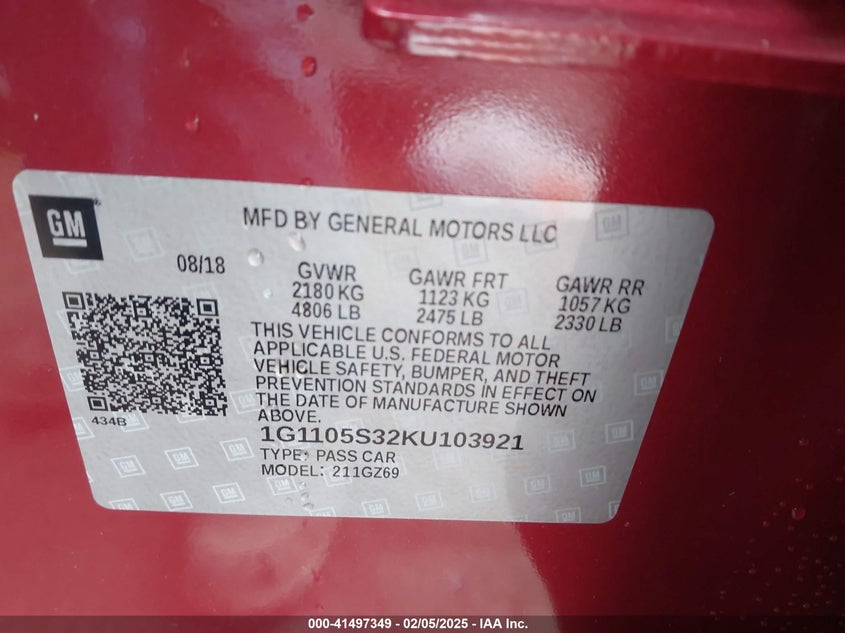 GM
MFD BY GENERAL MOTORS LLC
08/18
GVWR
2180 KG
4806 LB
GAWR FRT
1123 KG
2475 LB
GAWR RR
1057 KG
2330 LB
THIS VEHICLE CONFORMS TO ALL
APPLICABLE U.S. FEDERAL MOTOR
VEHICLE SAFETY, BUMPER, AND THEFT
PREVENTION STANDARDS IN EFFECT ON
THE DATE OF MANUFACTURE SHOWN
ABOVE.
434B
1G1105S32KU103921
TYPE: PASS CAR
MODEL: 211GZ69
000-41497349 - 02/05/2025 - IAA Inc.